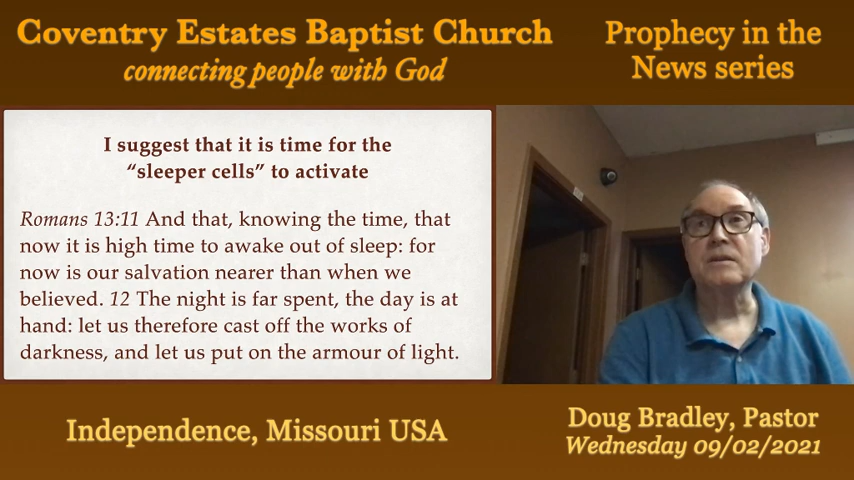 Coventry Estates Baptist Church
connecting people with God
Prophecy in the
News series
I suggest that it is time for the
“sleeper cells” to activate
Romans 13:11 And that, knowing the time, that
now it is high time to awake out of sleep: for
now is our salvation nearer than when we
believed. 12 The night is far spent, the day is at
hand: let us therefore cast off the works of
darkness, and let us put on the armour of light.
Independence, Missouri USA
Doug Bradley, Pastor
Wednesday 09/02/2021